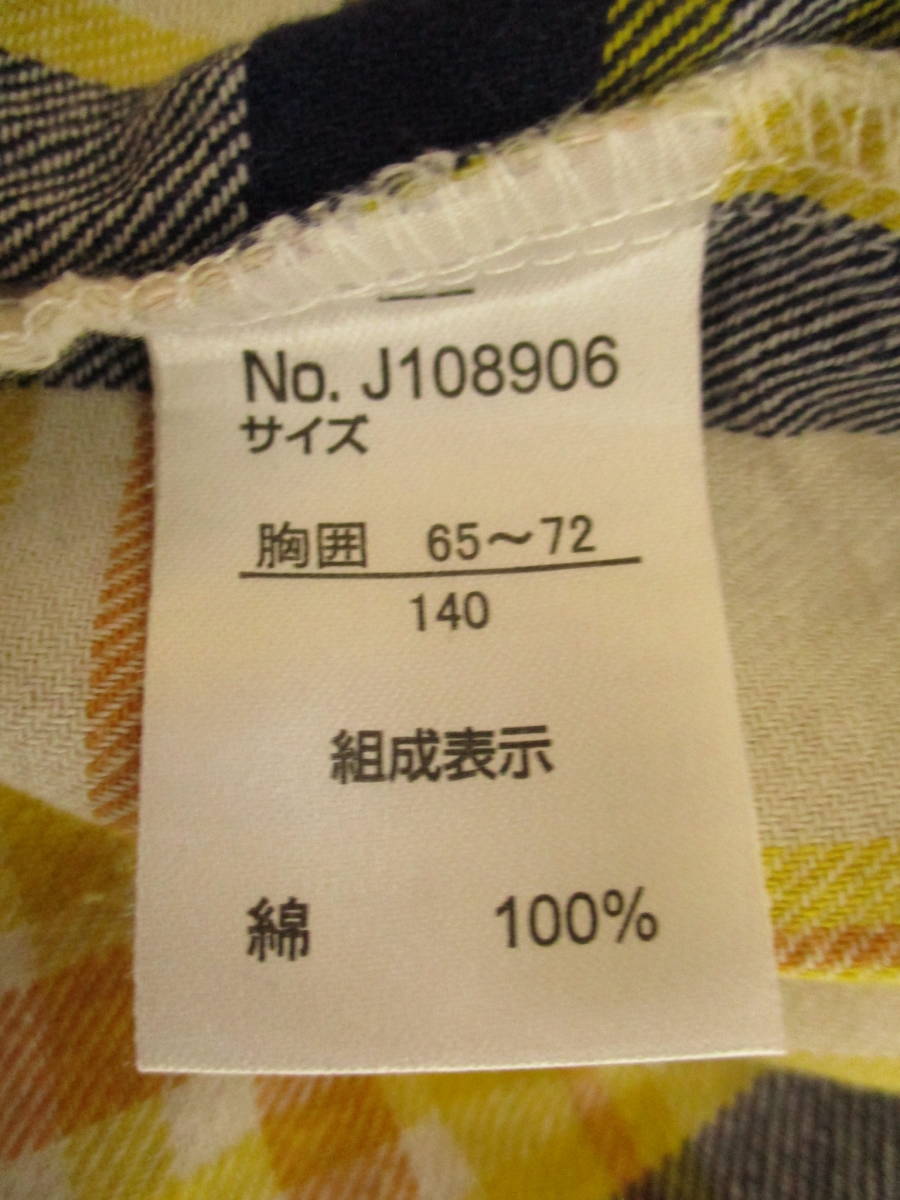 No. J108906
サイズ
胸囲 65～72
140
組成表示
綿 100%